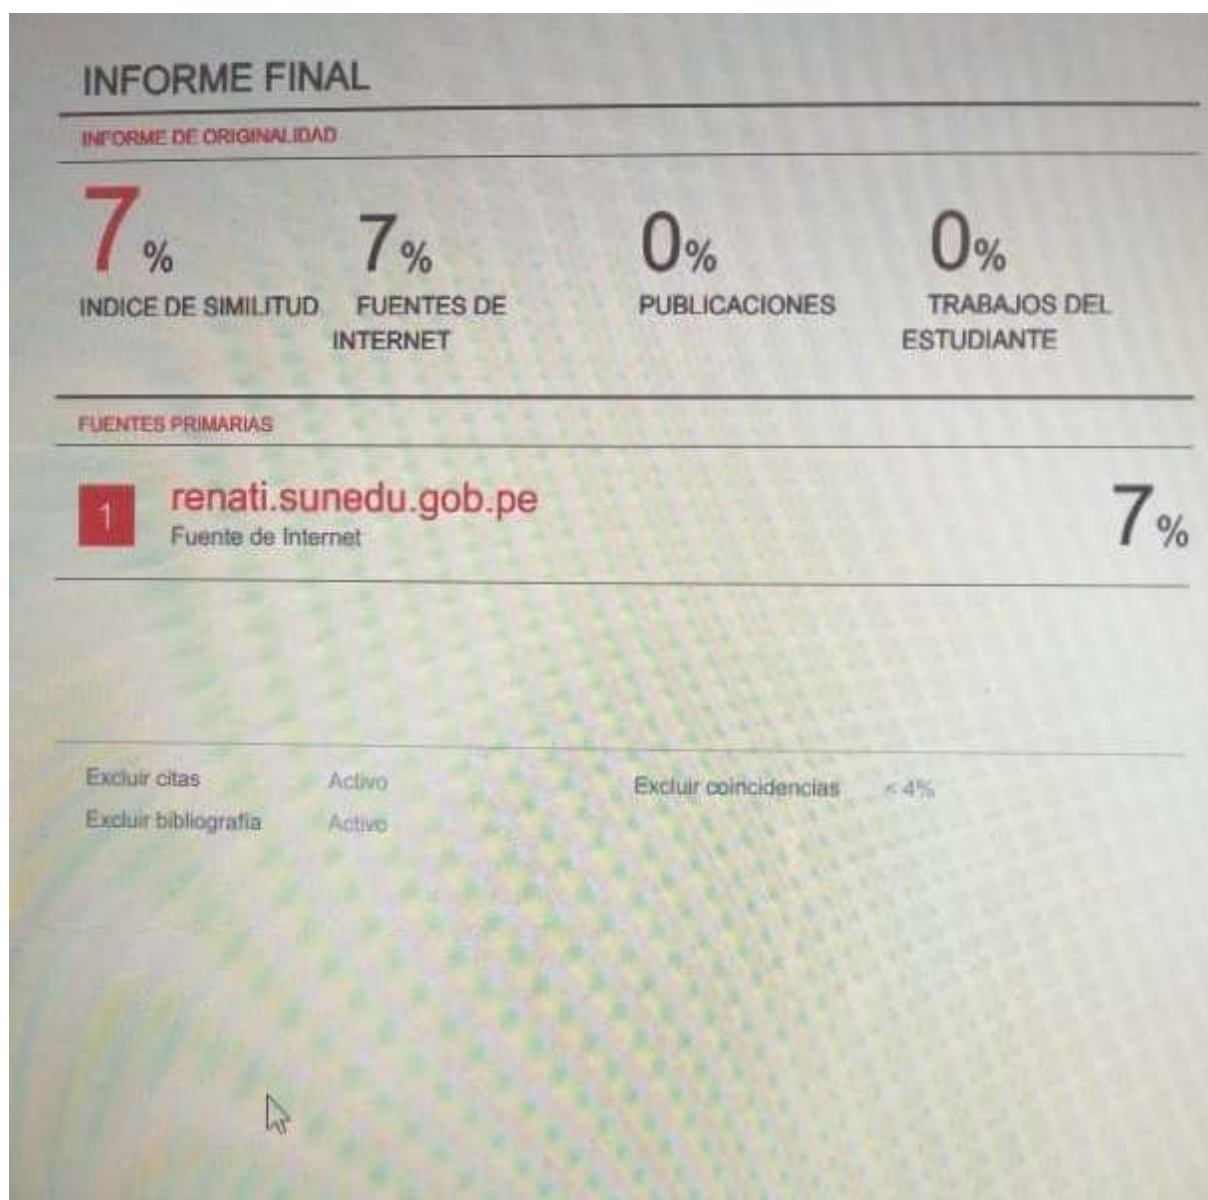 INFORME FINAL
INFORME DE ORIGINALIDAD
7% 7% 0% 0%
INDICE DE SIMILITUD FUENTES DE PUBLICACIONES TRABAJOS DEL
INTERNET ESTUDIANTE
FUENTES PRIMARIAS
1 renati.sunedu.gob.pe 7%
Fuente de Internet
Excluir citas Activo Excluir coincidencias < 4%
Excluir bibliografía Activo